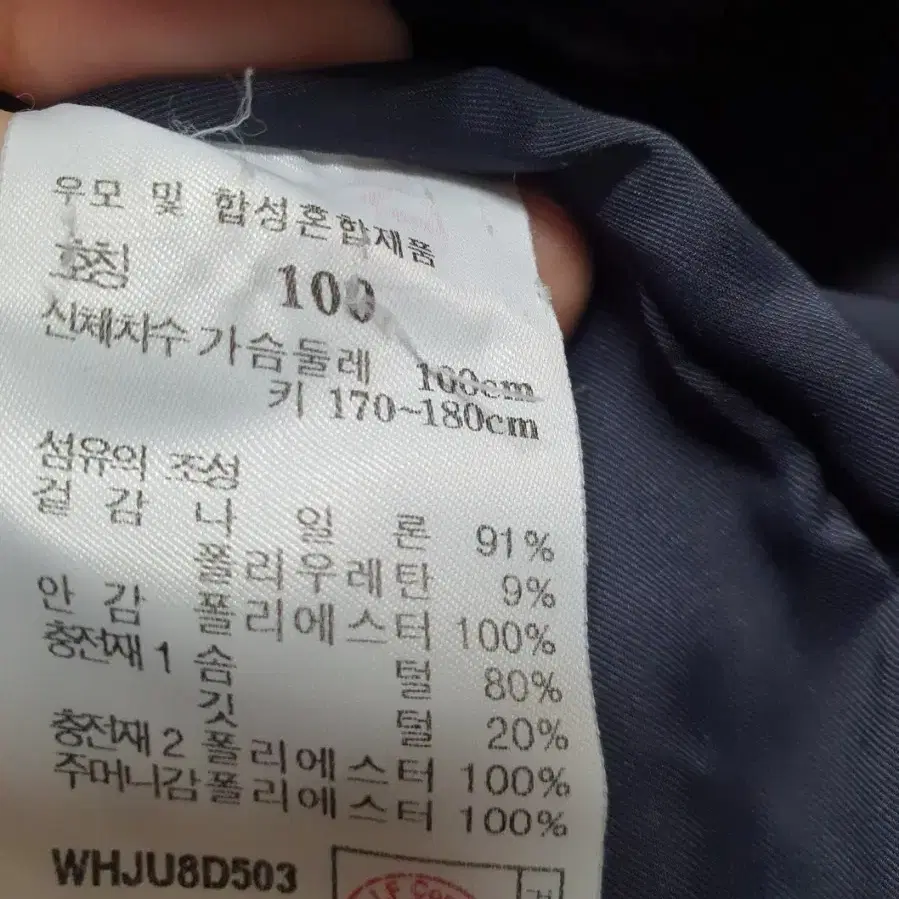 우모 및 합성혼합제품
호칭 100
신체치수 가슴둘레 100cm
키 170~180cm
섬유의 조성
겉감 나일론 91%
폴리우레탄 9%
안감 폴리에스터 100%
충전재1 솜털 80%
깃털 20%
충전재2 폴리에스터 100%
주머니감 폴리에스터 100%
WHJU8D503